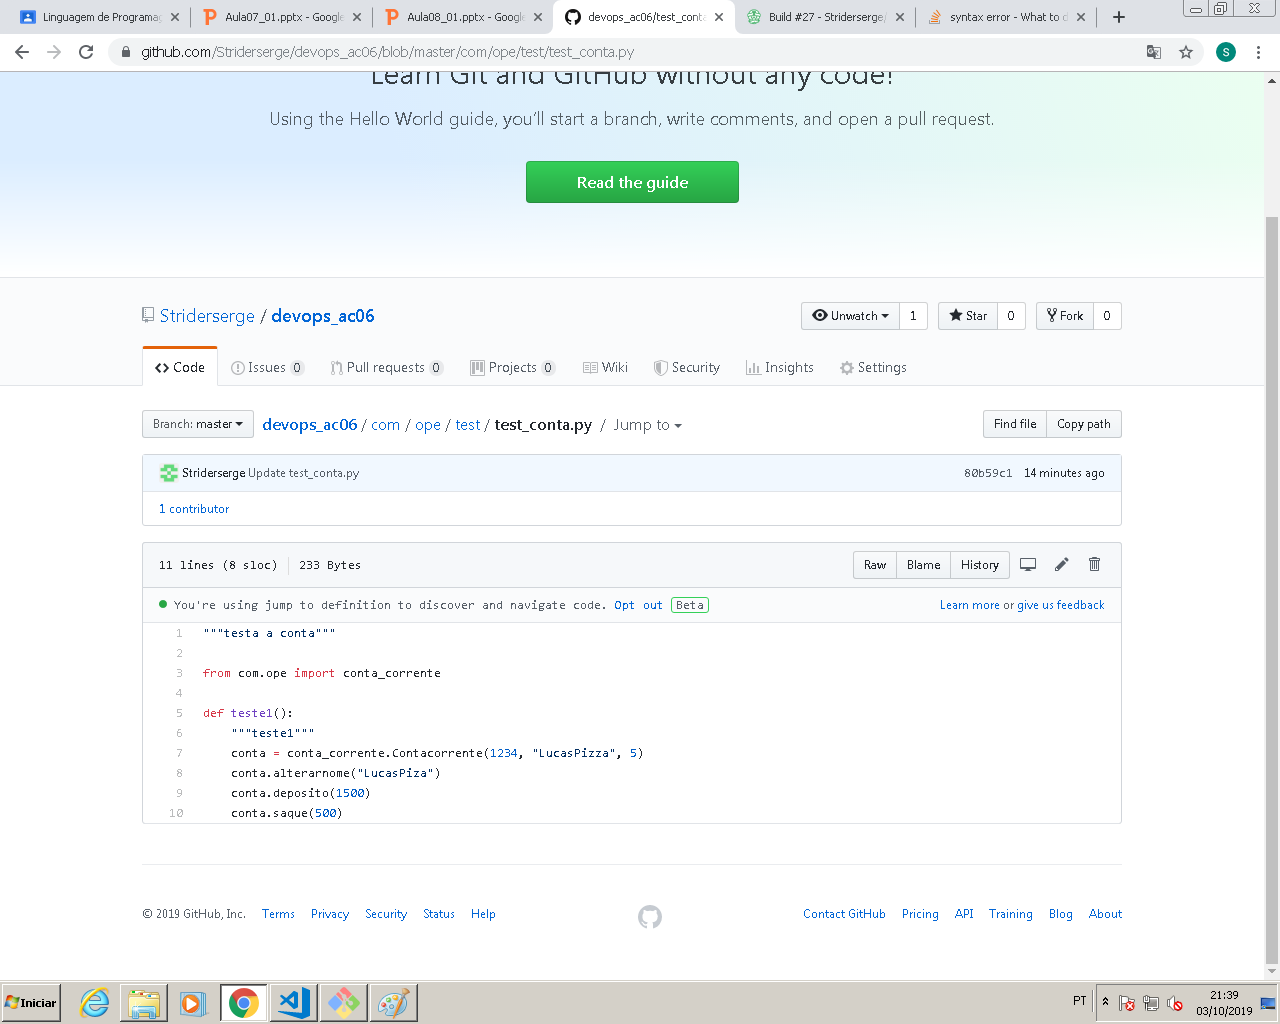 Linguagem de Programaç
Aula07_01.pptx - Google
Aula08_01.pptx - Google
devops_ac06/test_conta
Build #27 - Striderserge/
syntax error - What to d
github.com/Striderserge/devops_ac06/blob/master/com/ope/test/test_conta.py
S
Learn Git and GitHub without any code!
Using the Hello World guide, you'll start a branch, write comments, and open a pull request.
Read the guide
Striderserge / devops_ac06
Unwatch 1 Star 0 Fork 0
Code Issues 0 Pull requests 0 Projects 0 Wiki Security Insights Settings
Branch: master devops_ac06 / com / ope / test / test_conta.py / Jump to Find file Copy path
Striderserge Update test_conta.py 80b59c1 14 minutes ago
1 contributor
11 lines (8 sloc) 233 Bytes Raw Blame History
You're using jump to definition to discover and navigate code. Opt out Beta Learn more or give us feedback
1 """testa a conta"""
2
3 from com.ope import conta_corrente
4
5 def teste1():
6 """teste1"""
7 conta = conta_corrente.Contacorrente(1234, "LucasPizza", 5)
8 conta.alterarnome("LucasPiza")
9 conta.deposito(1500)
10 conta.saque(500)
© 2019 GitHub, Inc. Terms Privacy Security Status Help Contact GitHub Pricing API Training Blog About
Iniciar PT 21:39
03/10/2019